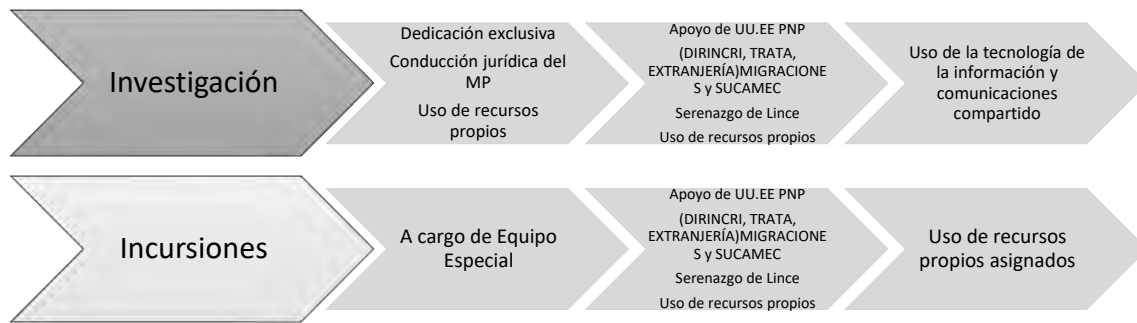 Investigación
Dedicación exclusiva
Conducción jurídica del
MP
Uso de recursos
propios
Apoyo de UU.EE PNP
(DIRINCRI, TRATA,
EXTRANJERÍA)MIGRACIONE
S y SUCAMEC
Serenazgo de Lince
Uso de recursos propios
Uso de la tecnología de
la información y
comunicaciones
compartido
Incursiones
A cargo de Equipo
Especial
Apoyo de UU.EE PNP
(DIRINCRI, TRATA,
EXTRANJERÍA)MIGRACIONE
S y SUCAMEC
Serenazgo de Lince
Uso de recursos propios
Uso de recursos
propios asignados